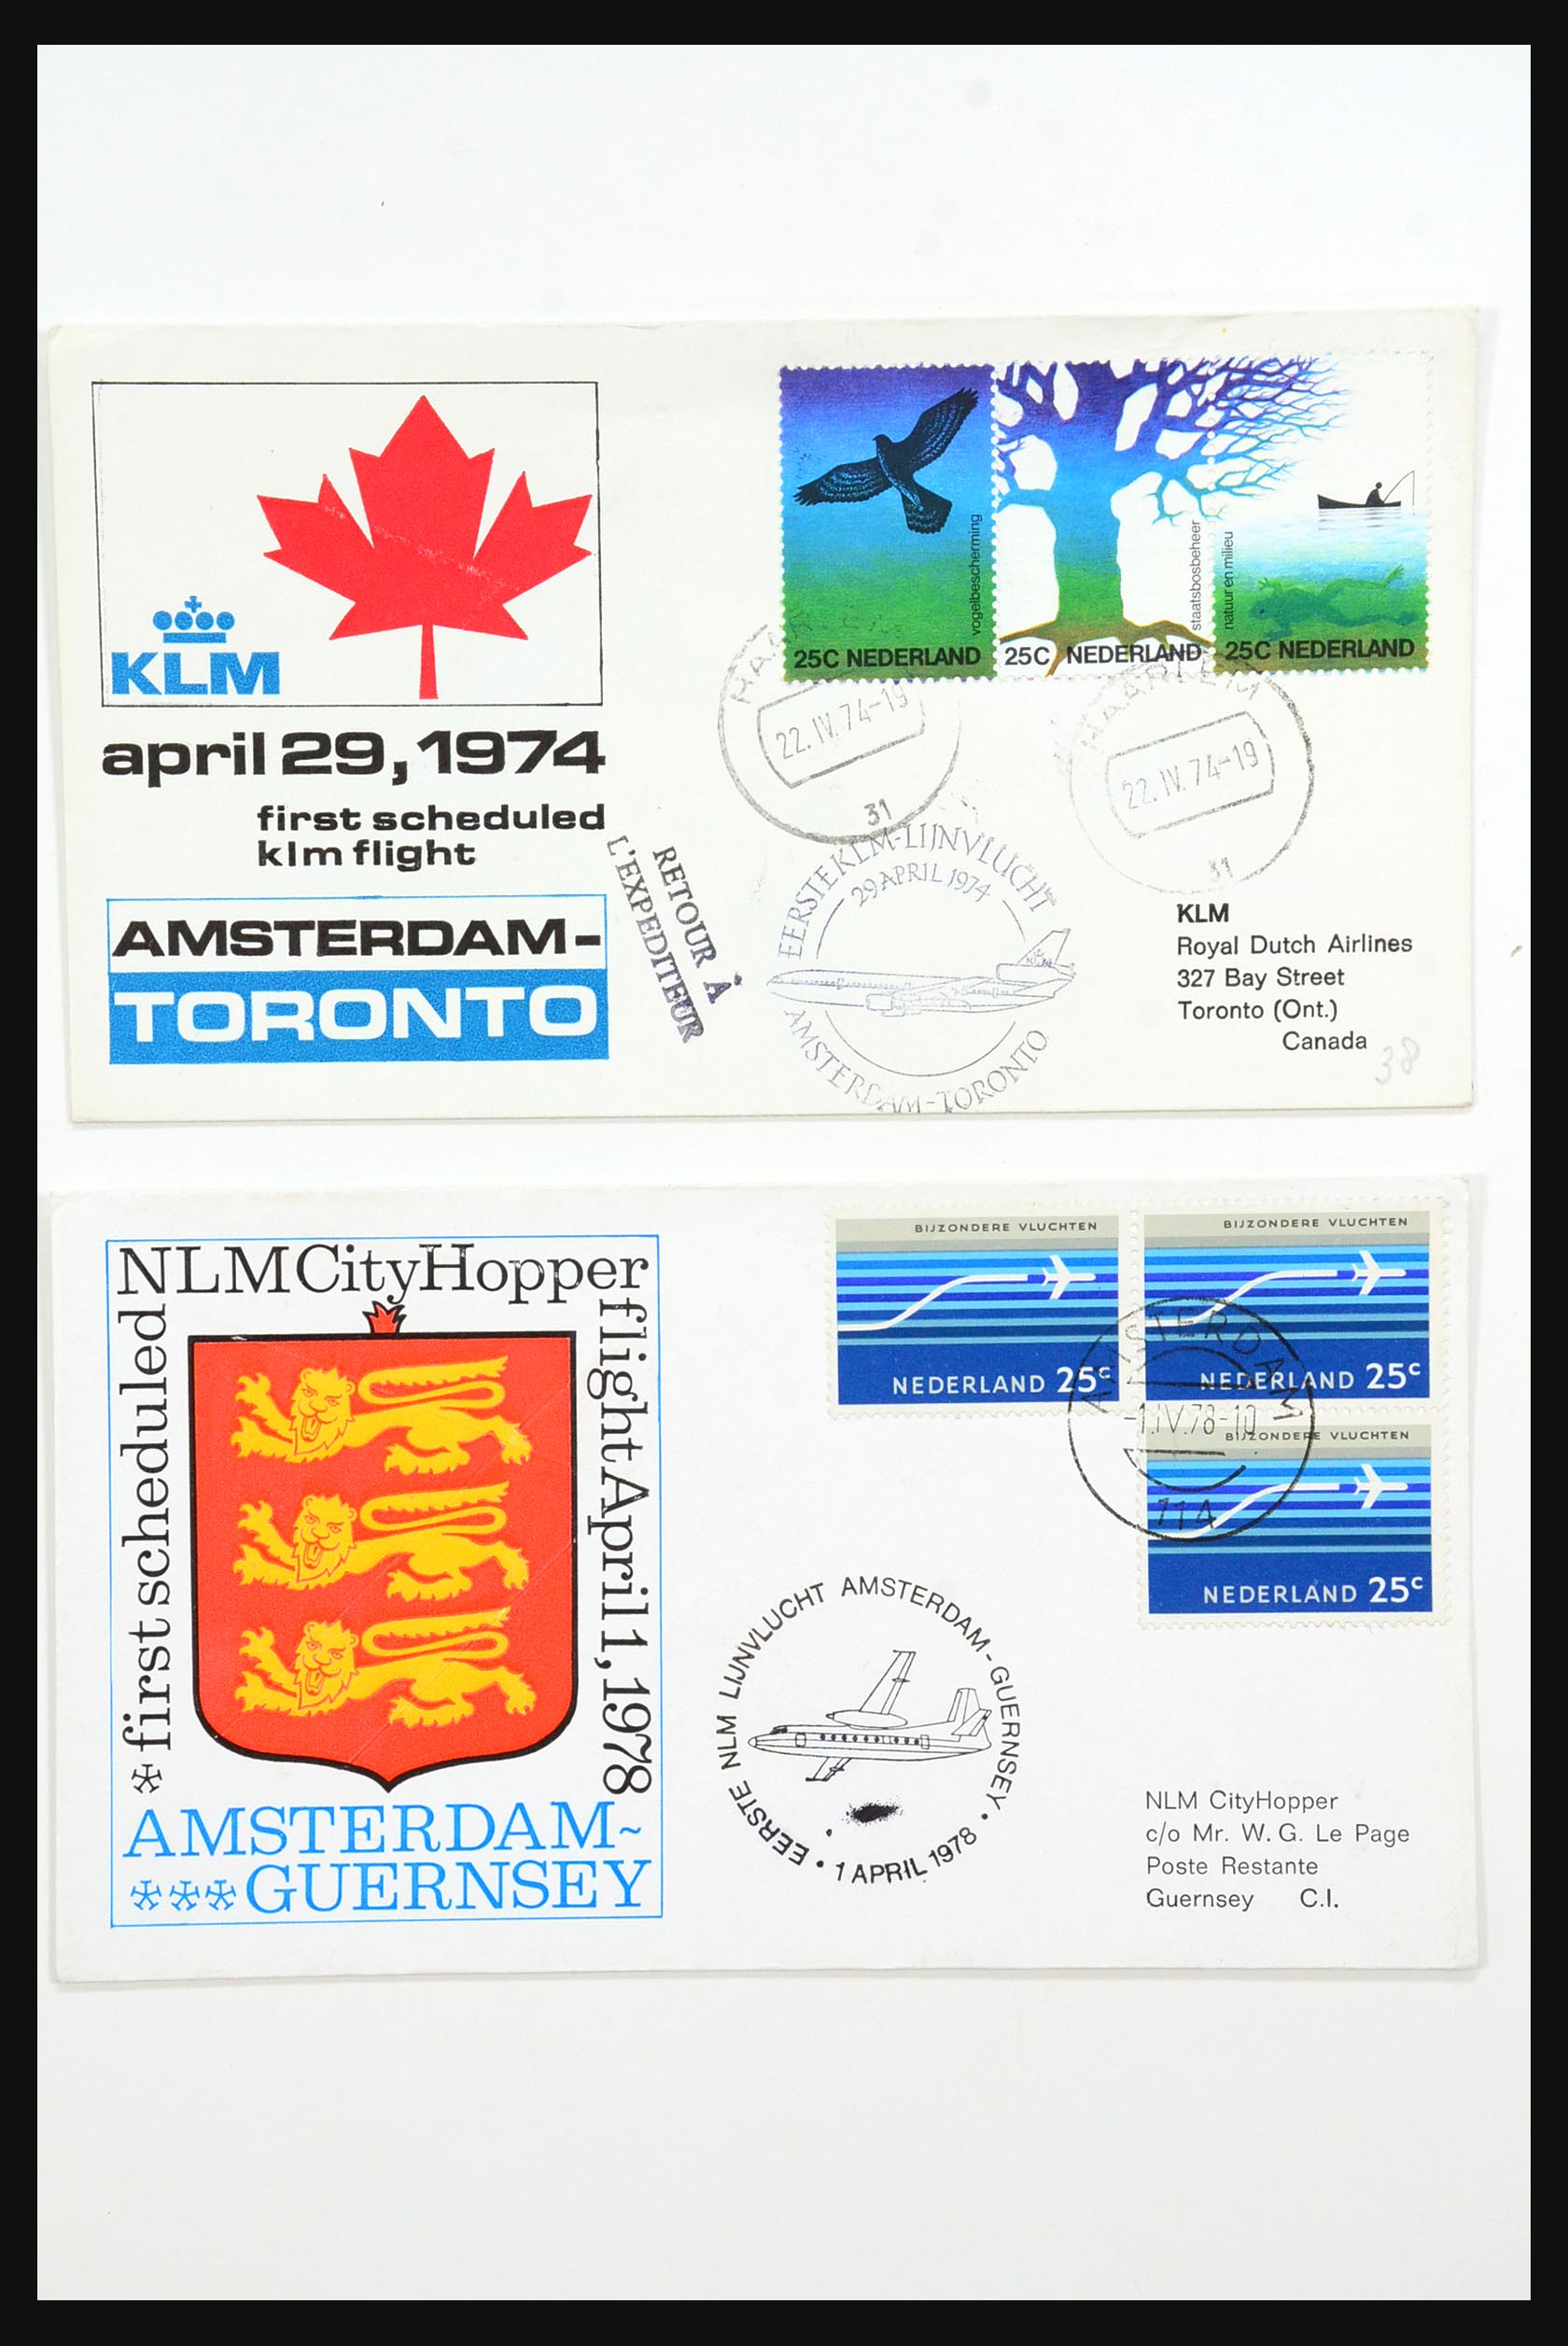 KLM
april 29, 1974
first scheduled
klm flight
AMSTERDAM-
TORONTO
RETOUR À
L'EXPEDITEUR
vogelbescherming
25C NEDERLAND
staatsbosbeheer
25C NEDERLAND
natuur en milieu
25C NEDERLAND
HAARLEM
22.IV.74-19
31
HAARLEM
22.IV.74-19
31
EERSTE KLM-LIJNVLUCHT
29 APRIL 1974
AMSTERDAM-TORONTO
KLM
Royal Dutch Airlines
327 Bay Street
Toronto (Ont.)
Canada
38
first scheduled
NLM CityHopper
flight April 1, 1978
AMSTERDAM~
GUERNSEY
BIJZONDERE VLUCHTEN
NEDERLAND 25c
BIJZONDERE VLUCHTEN
NEDERLAND 25c
BIJZONDERE VLUCHTEN
NEDERLAND 25c
AMSTERDAM
-1.IV.78-10
114
EERSTE NLM LIJNVLUCHT AMSTERDAM-GUERNSEY • 1 APRIL 1978 •
NLM CityHopper
c/o Mr. W. G. Le Page
Poste Restante
Guernsey C.I.